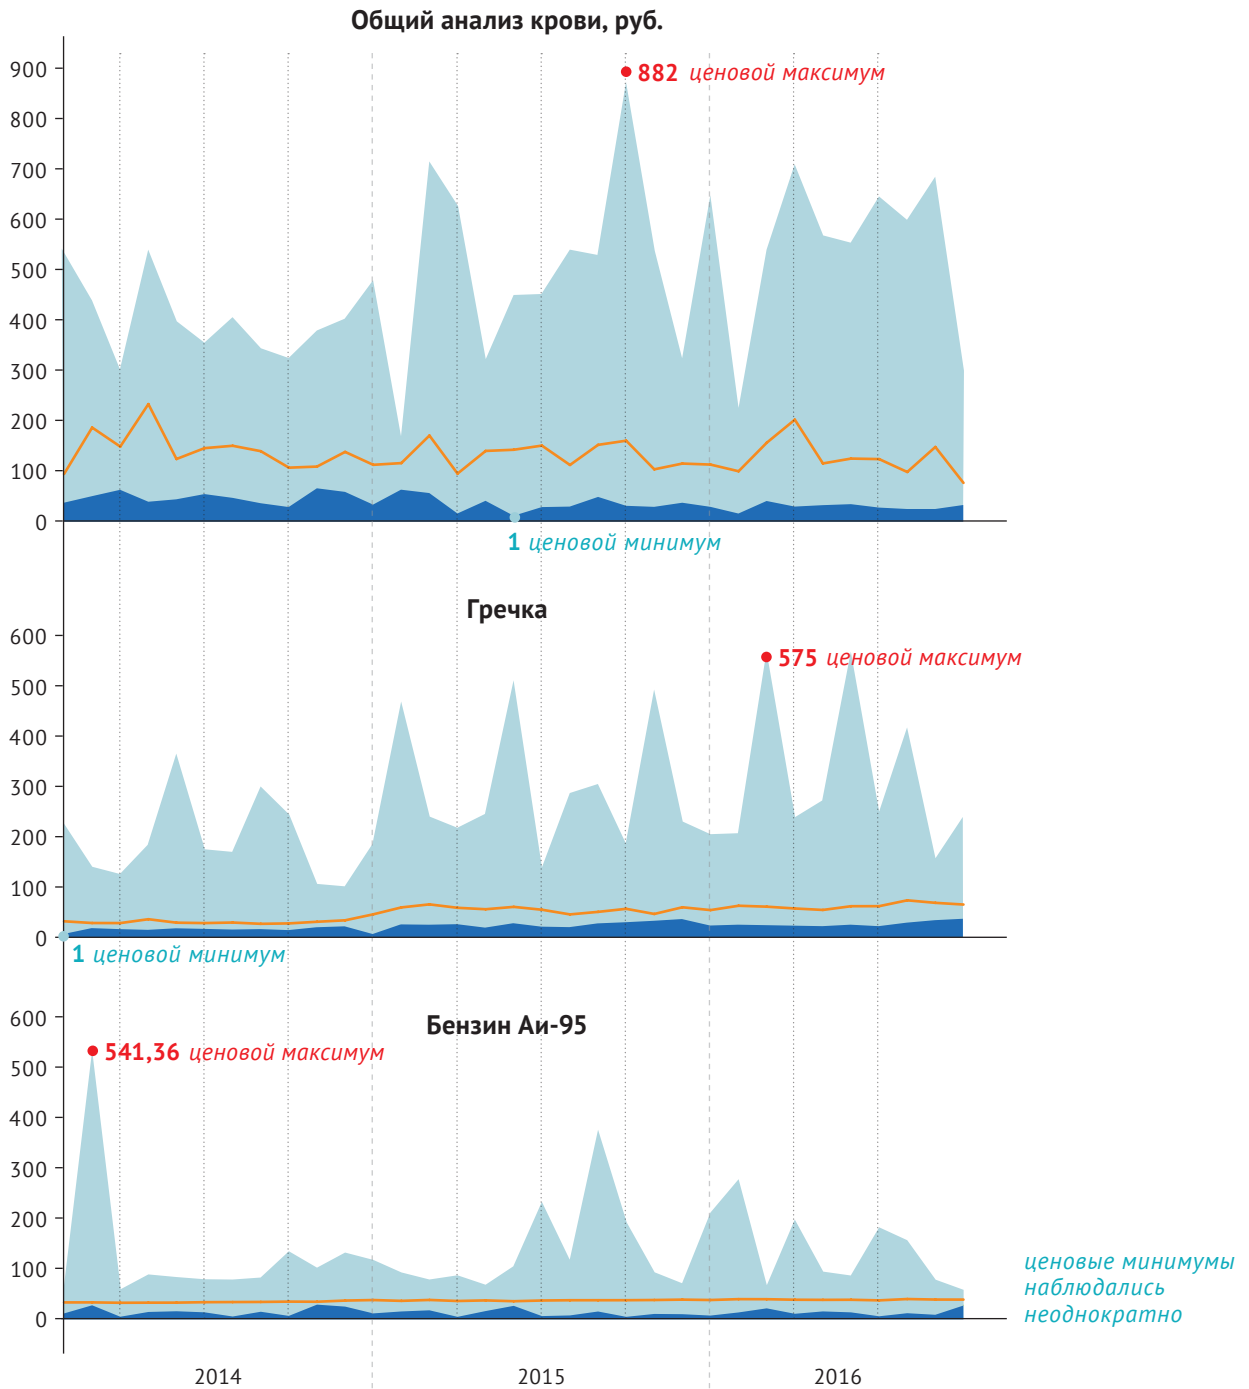 Общий анализ крови, руб.
900
882 ценовой максимум
800
700
600
500
400
300
200
100
0
1 ценовой минимум
Гречка
600
575 ценовой максимум
500
400
300
200
100
0
1 ценовой минимум
600
Бензин Аи-95
541,36 ценовой максимум
500
400
300
200
100
0
ценовые минимумы
наблюдались
неоднократно
2014 2015 2016